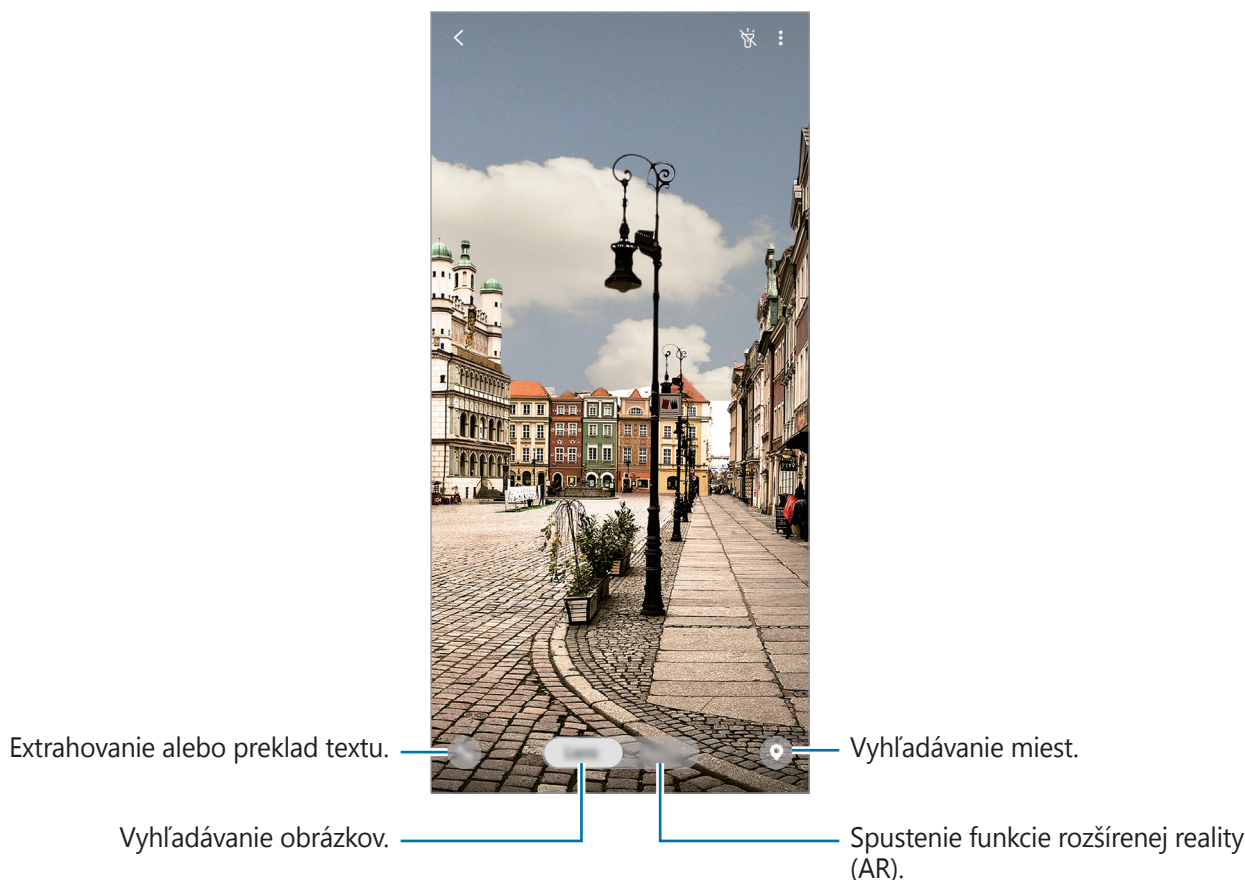 Extrahovanie alebo preklad textu.
Vyhľadávanie miest.
Vyhľadávanie obrázkov.
Spustenie funkcie rozšírenej reality
(AR).